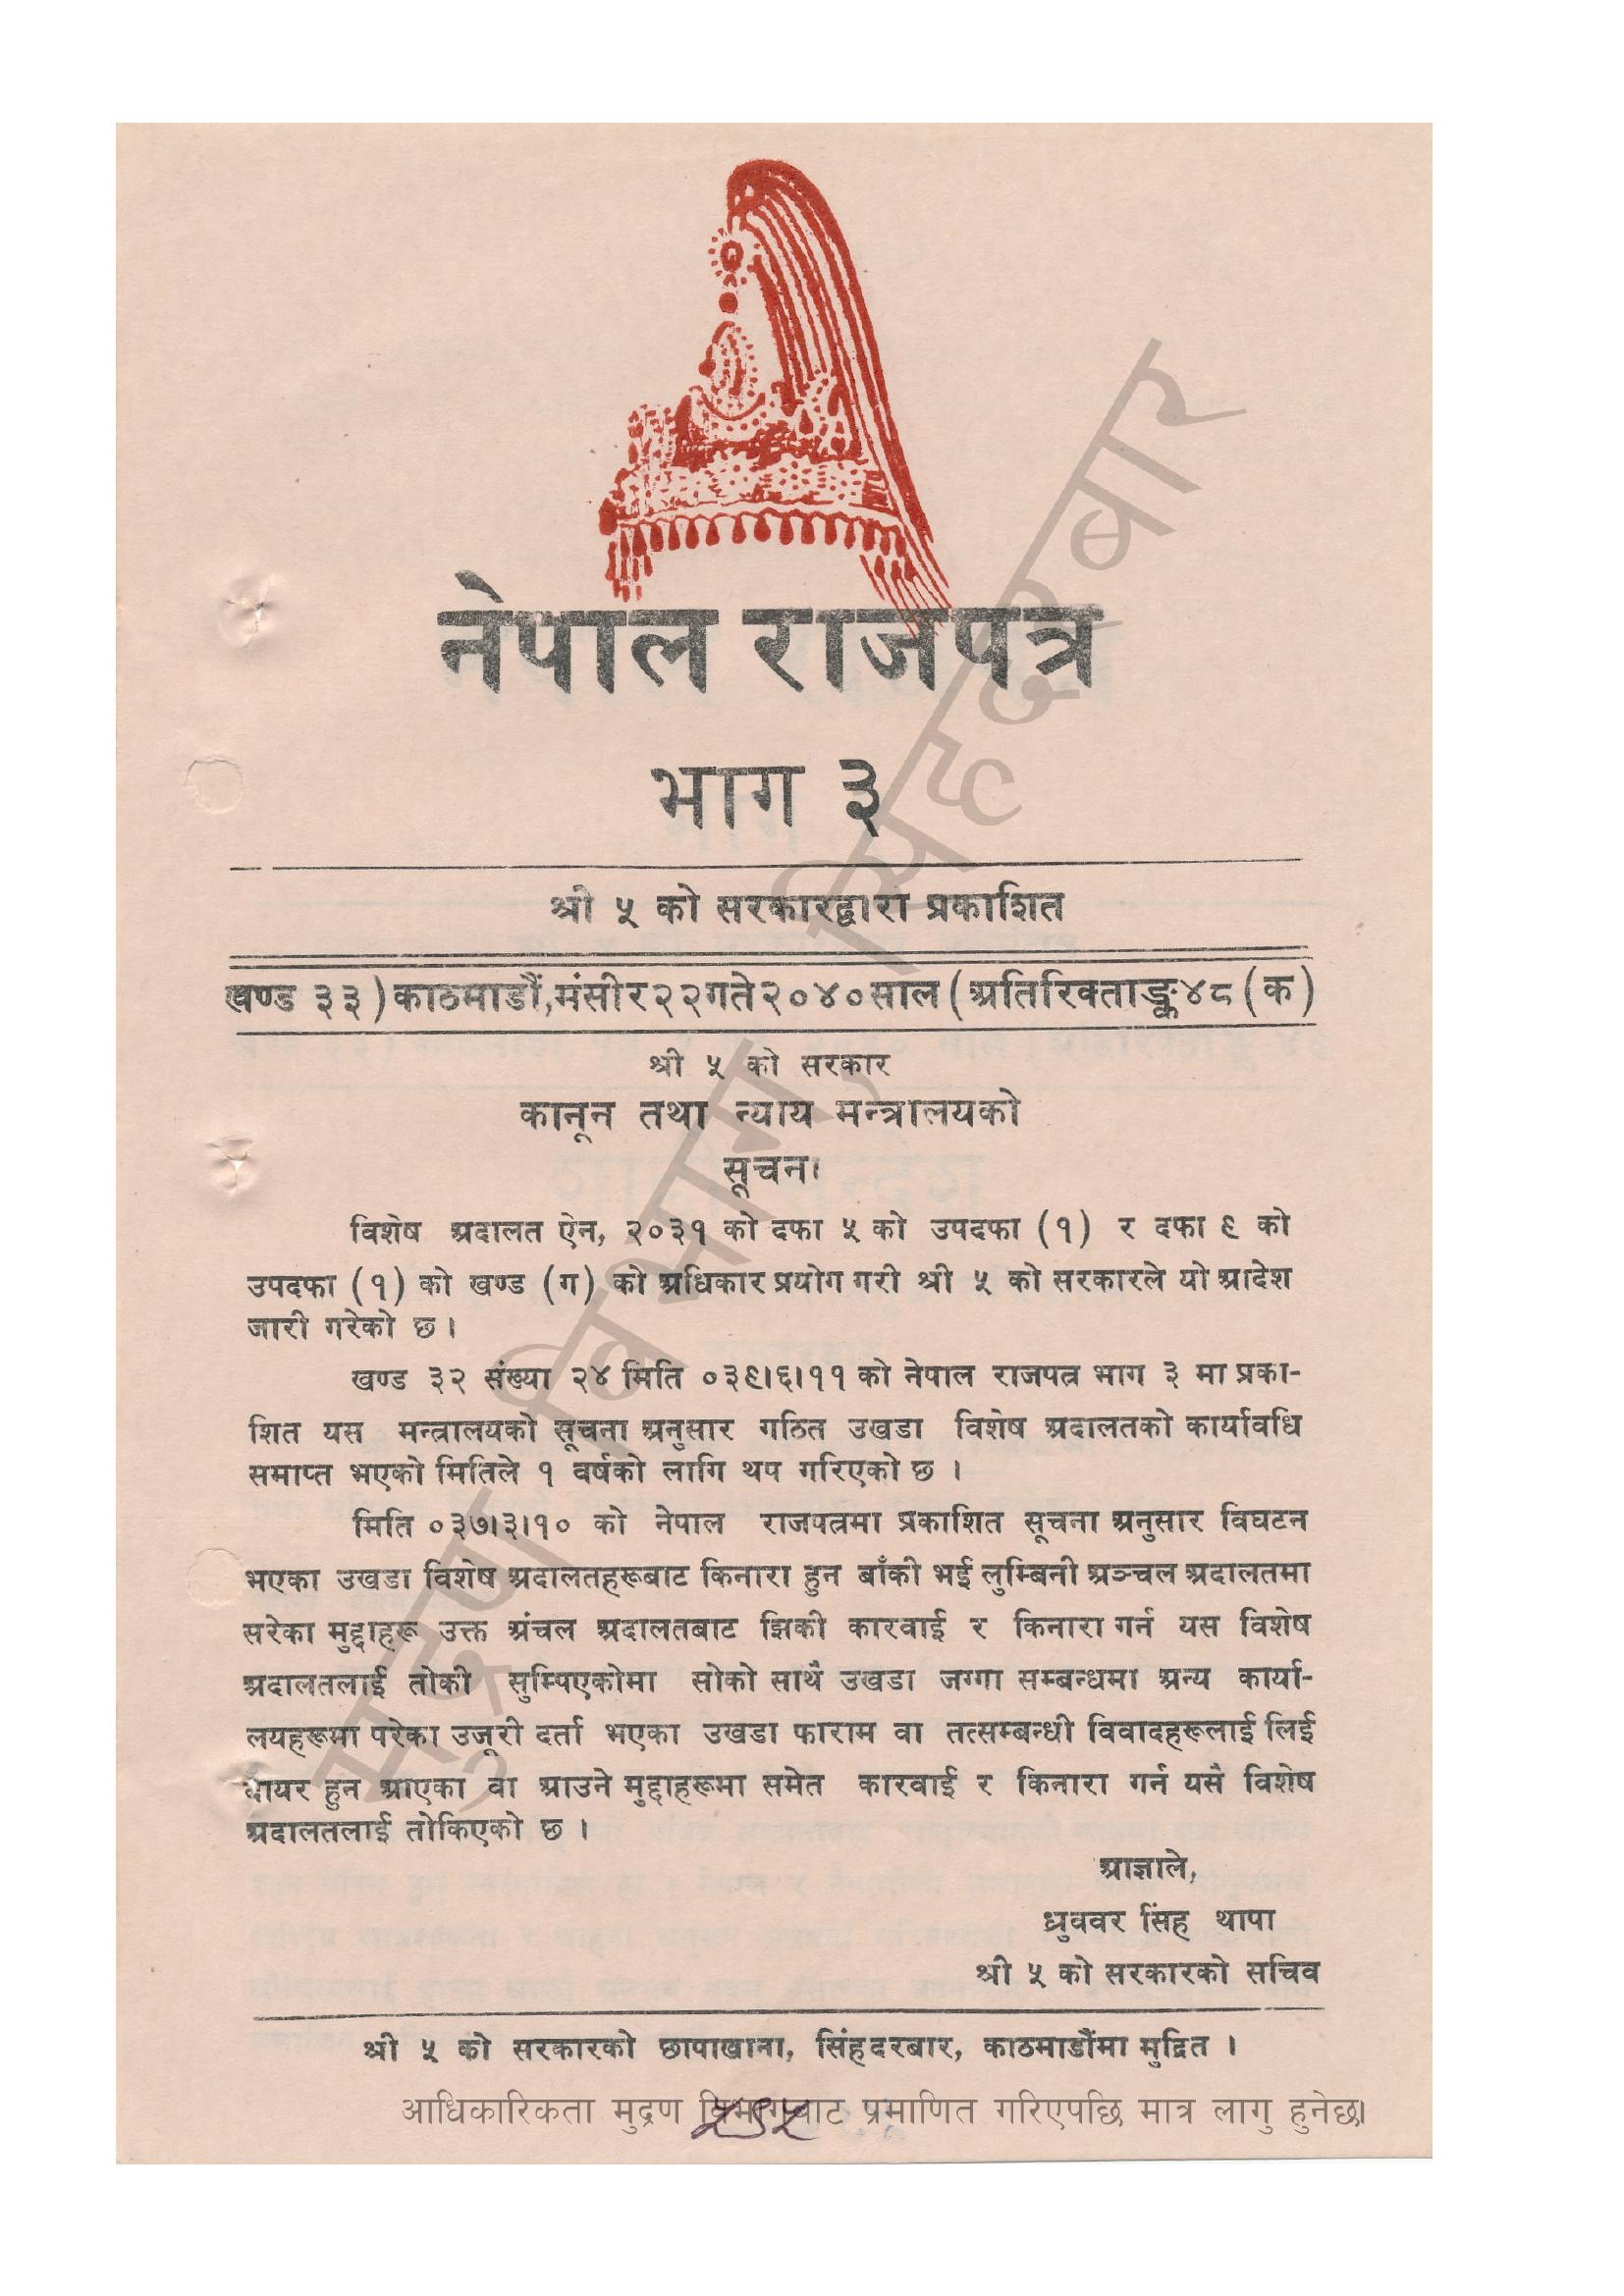 नेपाल राजपत्र
भाग ३
श्री ५ को सरकारद्वारा प्रकाशित
खण्ड ३३) काठमाडौं, मंसीर २२ गते २०४० साल (अतिरिक्ताङ्क ४८ (क)
श्री ५ को सरकार
कानून तथा न्याय मन्त्रालयको
सूचना
विशेष अदालत ऐन, २०३१ को दफा ५ को उपदफा (१) र दफा ९ को
उपदफा (१) को खण्ड (ग) को अधिकार प्रयोग गरी श्री ५ को सरकारले यो आदेश
जारी गरेको छ।
खण्ड ३२ संख्या २४ मिति ०३९।६।११ को नेपाल राजपत्र भाग ३ मा प्रका-
शित यस मन्त्रालयको सूचना अनुसार गठित उखडा विशेष अदालतको कार्यावधि
समाप्त भएको मितिले १ वर्षको लागि थप गरिएको छ ।
मिति ०३७।३।१० को नेपाल राजपत्रमा प्रकाशित सूचना अनुसार विघटन
भएका उखडा विशेष अदालतहरूबाट किनारा हुन बाँकी भई लुम्बिनी अञ्चल अदालतमा
सरेका मुद्दाहरू उक्त अंचल अदालतबाट झिकी कारवाई र किनारा गर्न यस विशेष
अदालतलाई तोकी सुम्पिएकोमा सोको साथै उखडा जग्गा सम्बन्धमा अन्य कार्या-
लयहरूमा परेका उजूरी दर्ता भएका उखडा फाराम वा तत्सम्बन्धी विवादहरूलाई लिई
दायर हुन आएका वा आउने मुद्दाहरूमा समेत कारवाई र किनारा गर्न यसै विशेष
अदालतलाई तोकिएको छ ।
आज्ञाले,
ध्रुववर सिंह थापा
श्री ५ को सरकारको सचिव
श्री ५ को सरकारको छापाखाना, सिंहदरबार, काठमाडौंमा मुद्रित ।
आधिकारिकता मुद्रण विभागबाट प्रमाणित गरिएपछि मात्र लागु हुनेछ।
५९५
मुद्रण विभाग, सिंहदरबार